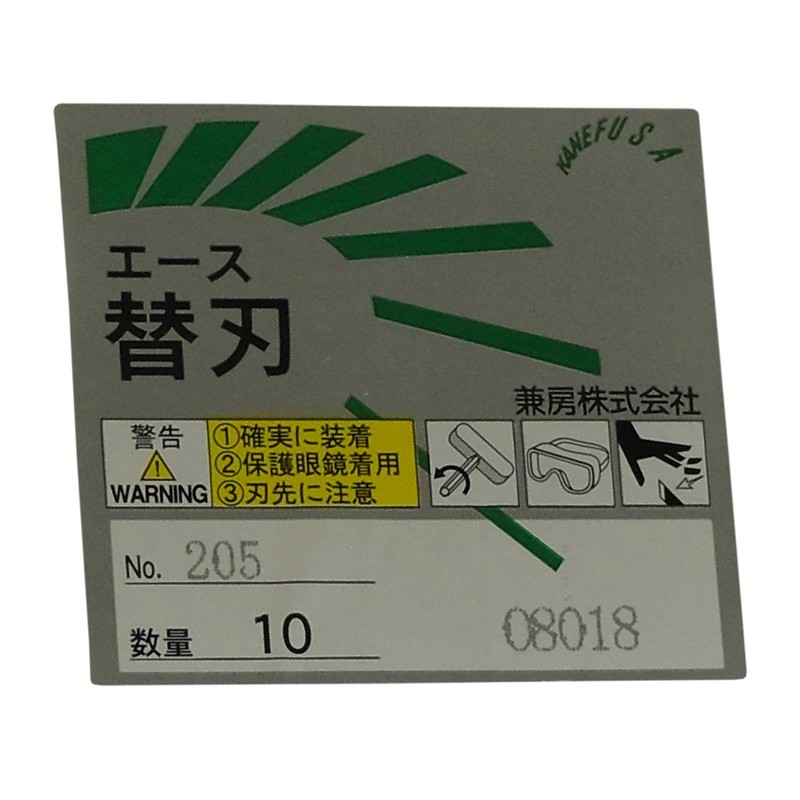 KANEFUSA
エース
替刃
兼房株式会社
警告
WARNING
①確実に装着
②保護眼鏡着用
③刃先に注意
No. 205
数量 10
08018